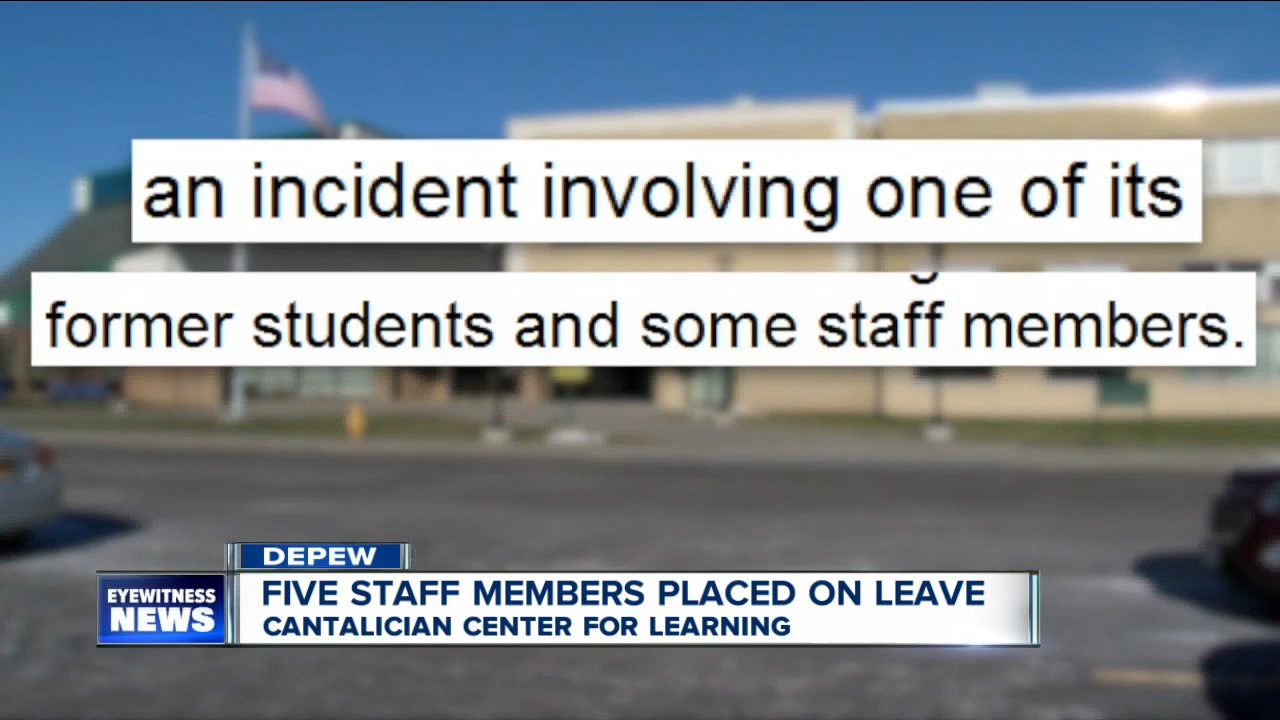 an incident involving one of its
former students and some staff members.
DEPEW
EYEWITNESS
NEWS
FIVE STAFF MEMBERS PLACED ON LEAVE
CANTALICIAN CENTER FOR LEARNING